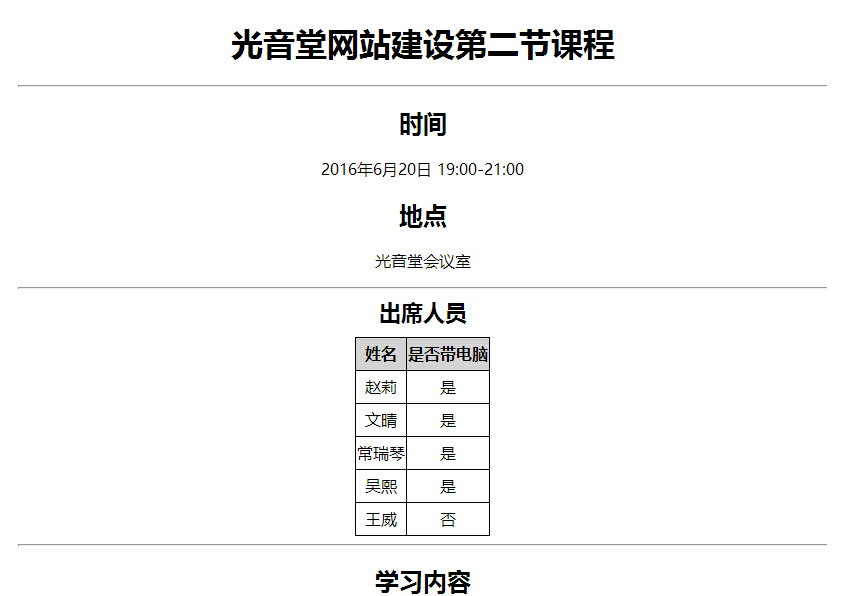 光音堂网站建设第二节课程
时间
2016年6月20日 19:00-21:00
地点
光音堂会议室
出席人员
姓名 是否带电脑
赵莉 是
文晴 是
常瑞琴 是
吴熙 是
王威 否
学习内容